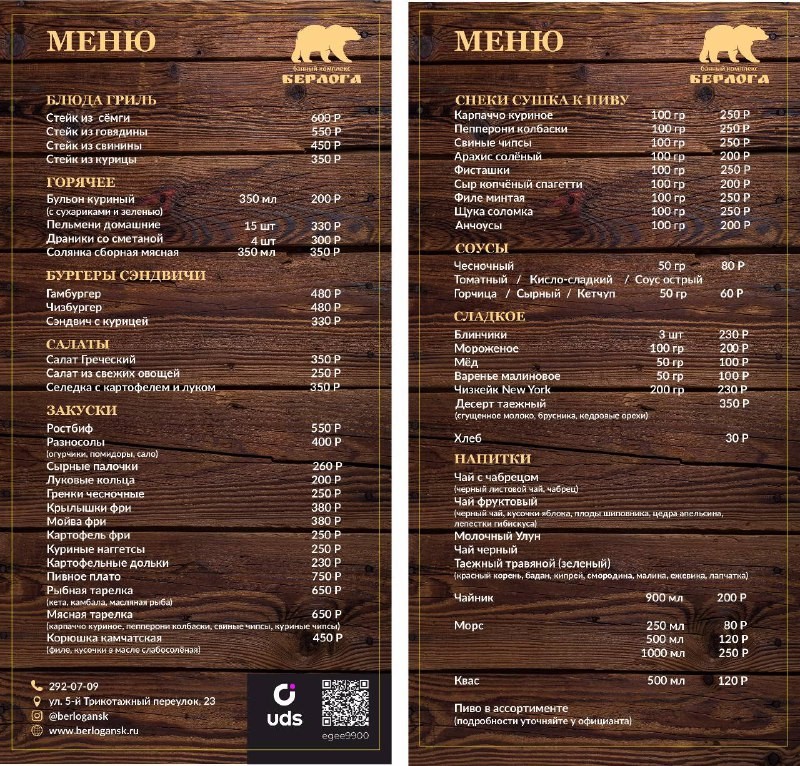 МЕНЮ
банный комплекс
БЕРЛОГА
БЛЮДА ГРИЛЬ
Стейк из сёмги 600 Р
Стейк из говядины 550 Р
Стейк из свинины 450 Р
Стейк из курицы 350 Р
ГОРЯЧЕЕ
Бульон куриный 350 мл 200 Р
(с сухариками и зеленью)
Пельмени домашние 15 шт 330 Р
Драники со сметаной 4 шт 300 Р
Солянка сборная мясная 350 мл 350 Р
БУРГЕРЫ СЭНДВИЧИ
Гамбургер 480 Р
Чизбургер 480 Р
Сэндвич с курицей 330 Р
САЛАТЫ
Салат Греческий 350 Р
Салат из свежих овощей 250 Р
Селедка с картофелем и луком 350 Р
ЗАКУСКИ
Ростбиф 550 Р
Разносолы 400 Р
(огурчики, помидоры, сало)
Сырные палочки 260 Р
Луковые кольца 200 Р
Гренки чесночные 250 Р
Крылышки фри 380 Р
Мойва фри 380 Р
Картофель фри 250 Р
Куриные наггетсы 250 Р
Картофельные дольки 230 Р
Пивное плато 750 Р
Рыбная тарелка 650 Р
(кета, камбала, масляная рыба)
Мясная тарелка 650 Р
(карпаччо куриное, пепперони колбаски, свиные чипсы, куриные чипсы)
Корюшка камчатская 450 Р
(филе, кусочки в масле слабосолёная)
292-07-09
ул. 5-й Трикотажный переулок, 23
@berlogansk
www.berlogansk.ru
uds
egee9900
МЕНЮ
банный комплекс
БЕРЛОГА
СНЕКИ СУШКА К ПИВУ
Карпаччо куриное 100 гр 250 Р
Пепперони колбаски 100 гр 250 Р
Свиные чипсы 100 гр 250 Р
Арахис солёный 100 гр 200 Р
Фисташки 100 гр 250 Р
Сыр копчёный спагетти 100 гр 200 Р
Филе минтая 100 гр 250 Р
Щука соломка 100 гр 250 Р
Анчоусы 100 гр 200 Р
СОУСЫ
Чесночный 50 гр 80 Р
Томатный / Кисло-сладкий / Соус острый
Горчица / Сырный / Кетчуп 50 гр 60 Р
СЛАДКОЕ
Блинчики 3 шт 230 Р
Мороженое 100 гр 200 Р
Мёд 50 гр 100 Р
Варенье малиновое 50 гр 100 Р
Чизкейк New York 200 гр 230 Р
Десерт таежный 350 Р
(сгущенное молоко, брусника, кедровые орехи)
Хлеб 30 Р
НАПИТКИ
Чай с чабрецом
(черный листовой чай, чабрец)
Чай фруктовый
(черный чай, кусочки яблока, плоды шиповника, цедра апельсина,
лепестки гибискуса)
Молочный Улун
Чай черный
Таежный травяной (зеленый)
(красный корень, бадан, кипрей, смородина, малина, ежевика, лапчатка)
Чайник 900 мл 200 Р
Морс 250 мл 80 Р
500 мл 120 Р
1000 мл 250 Р
Квас 500 мл 120 Р
Пиво в ассортименте
(подробности уточняйте у официанта)